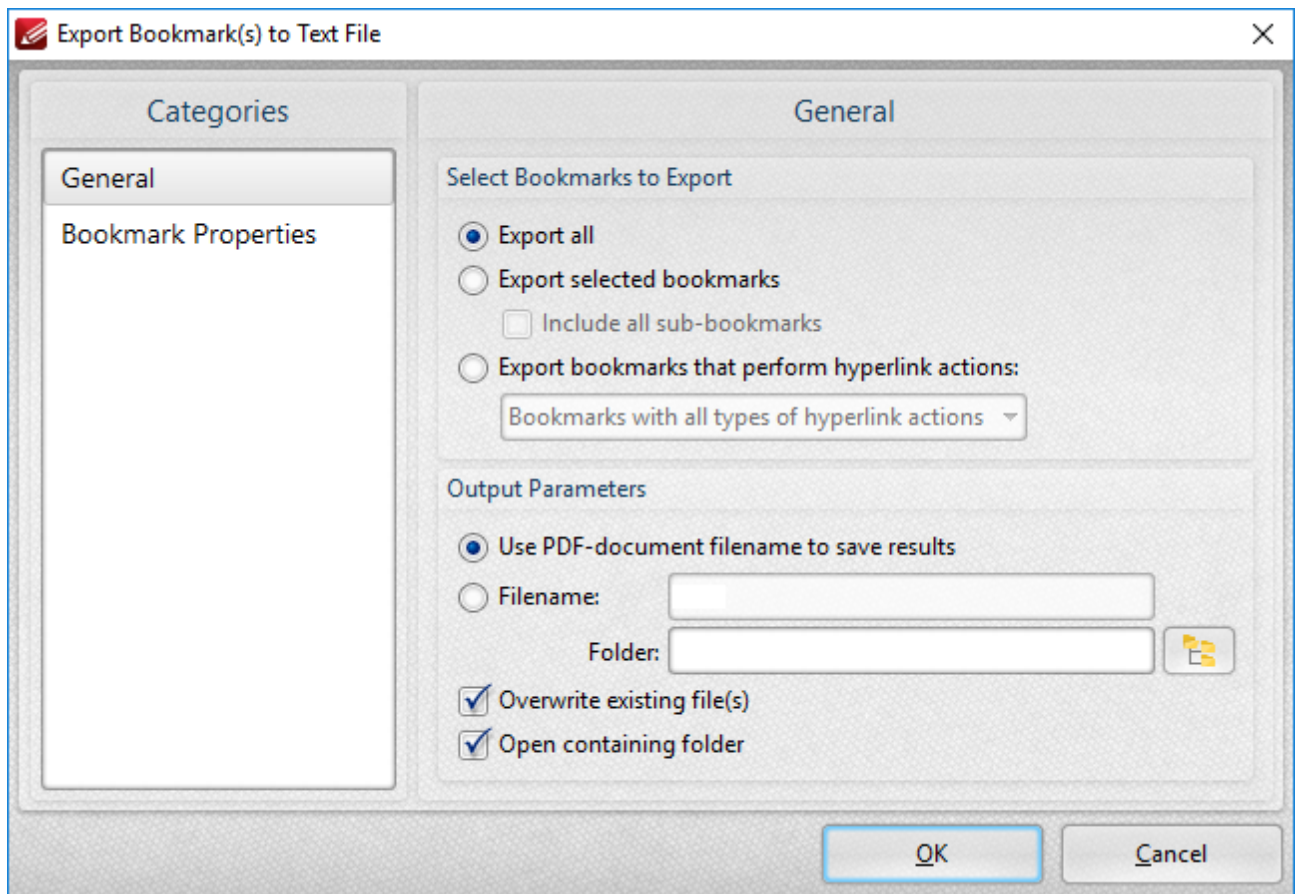 Export Bookmark(s) to Text File
Categories
General
Bookmark Properties
General
Select Bookmarks to Export
Export all
Export selected bookmarks
Include all sub-bookmarks
Export bookmarks that perform hyperlink actions:
Bookmarks with all types of hyperlink actions
Output Parameters
Use PDF-document filename to save results
Filename:
Folder:
Overwrite existing file(s)
Open containing folder
OK Cancel